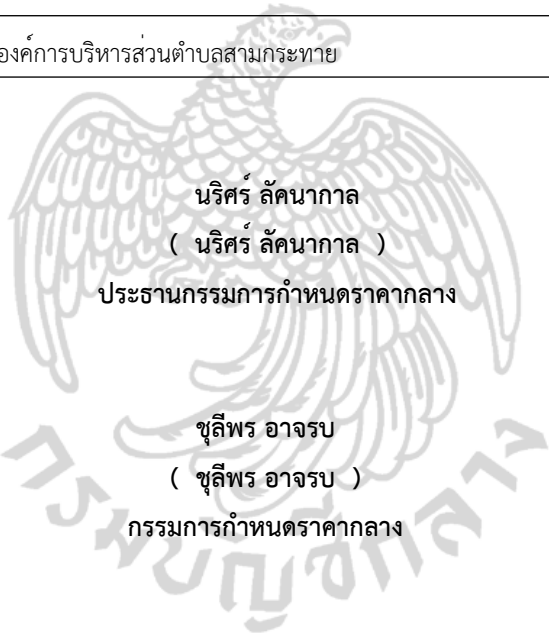 องค์การบริหารส่วนตำบลสามกระทาย
นริศร์ ลัคนากาล
( นริศร์ ลัคนากาล )
ประธานกรรมการกำหนดราคากลาง
ชุลีพร อาจรบ
( ชุลีพร อาจรบ )
กรรมการกำหนดราคากลาง
กรมบัญชีกลาง